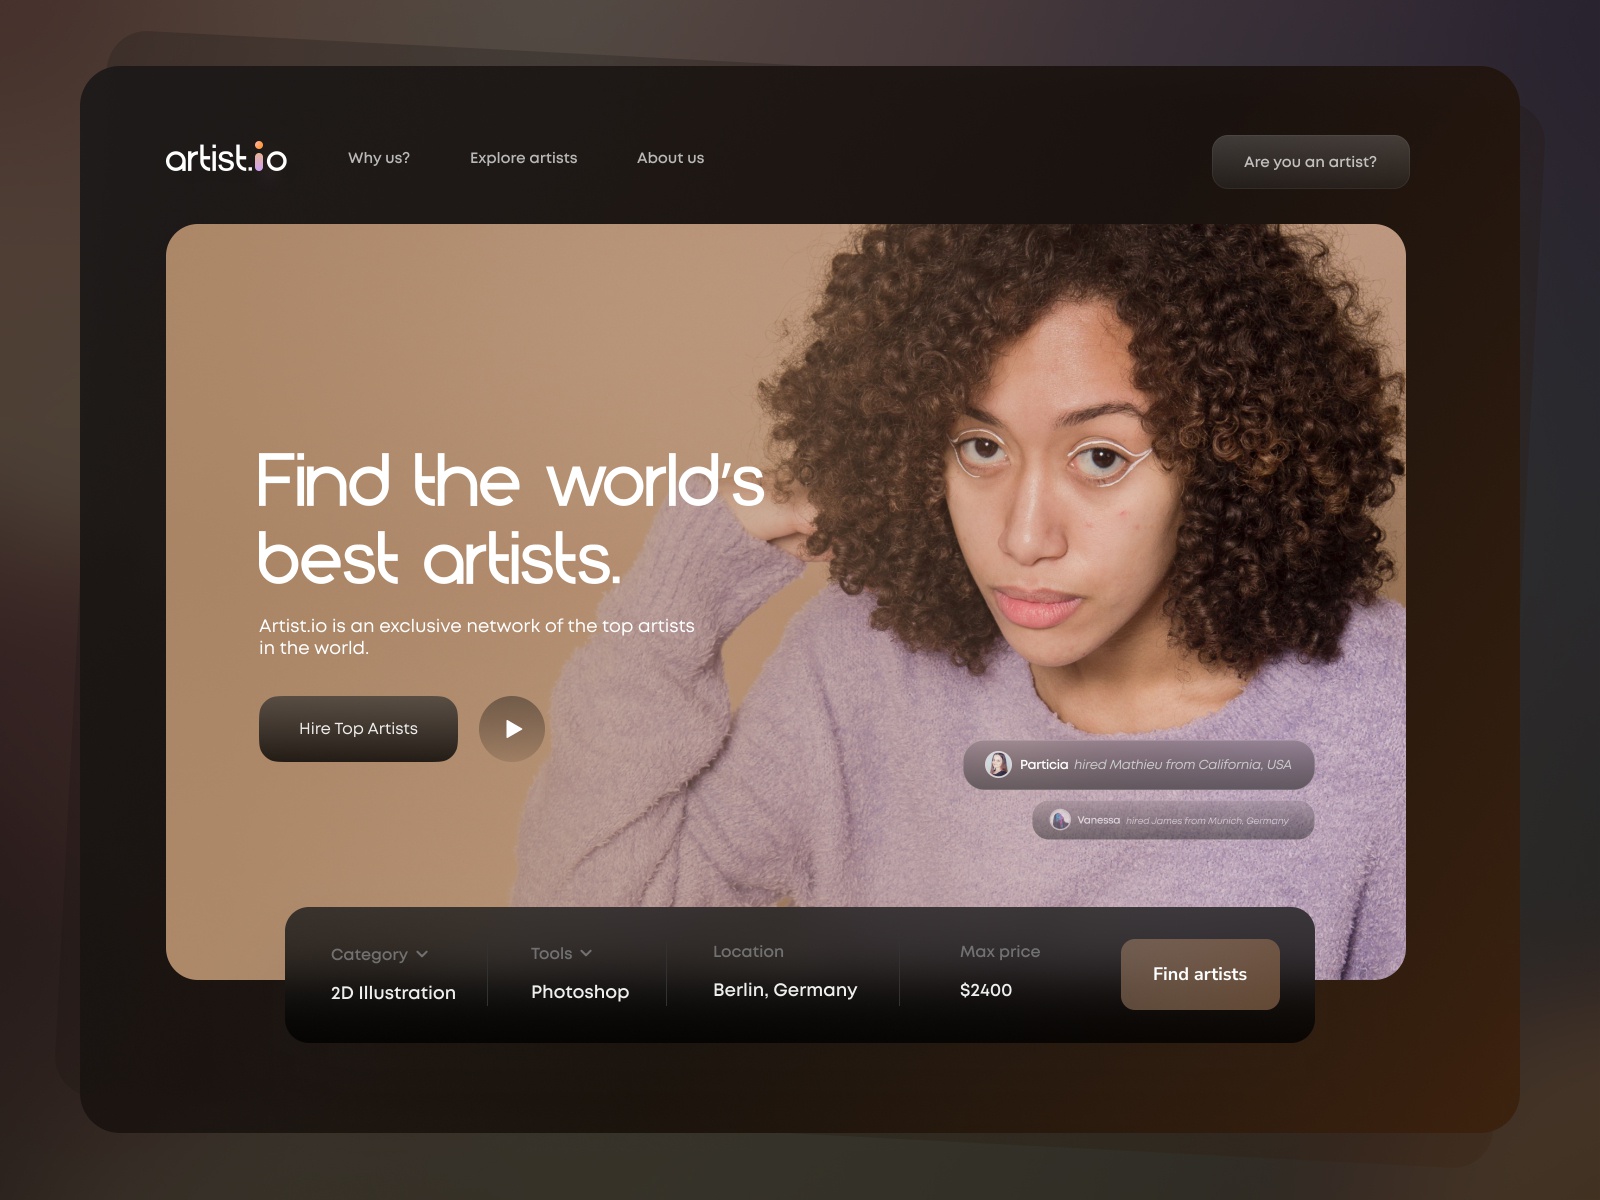 artist.io
Why us?
Explore artists
About us
Are you an artist?
Find the world's
best artists.
Artist.io is an exclusive network of the top artists
in the world.
Hire Top Artists
Particia hired Mathieu from California, USA
Vanessa hired James from Munich, Germany
Category
2D Illustration
Tools
Photoshop
Location
Berlin, Germany
Max price
$2400
Find artists